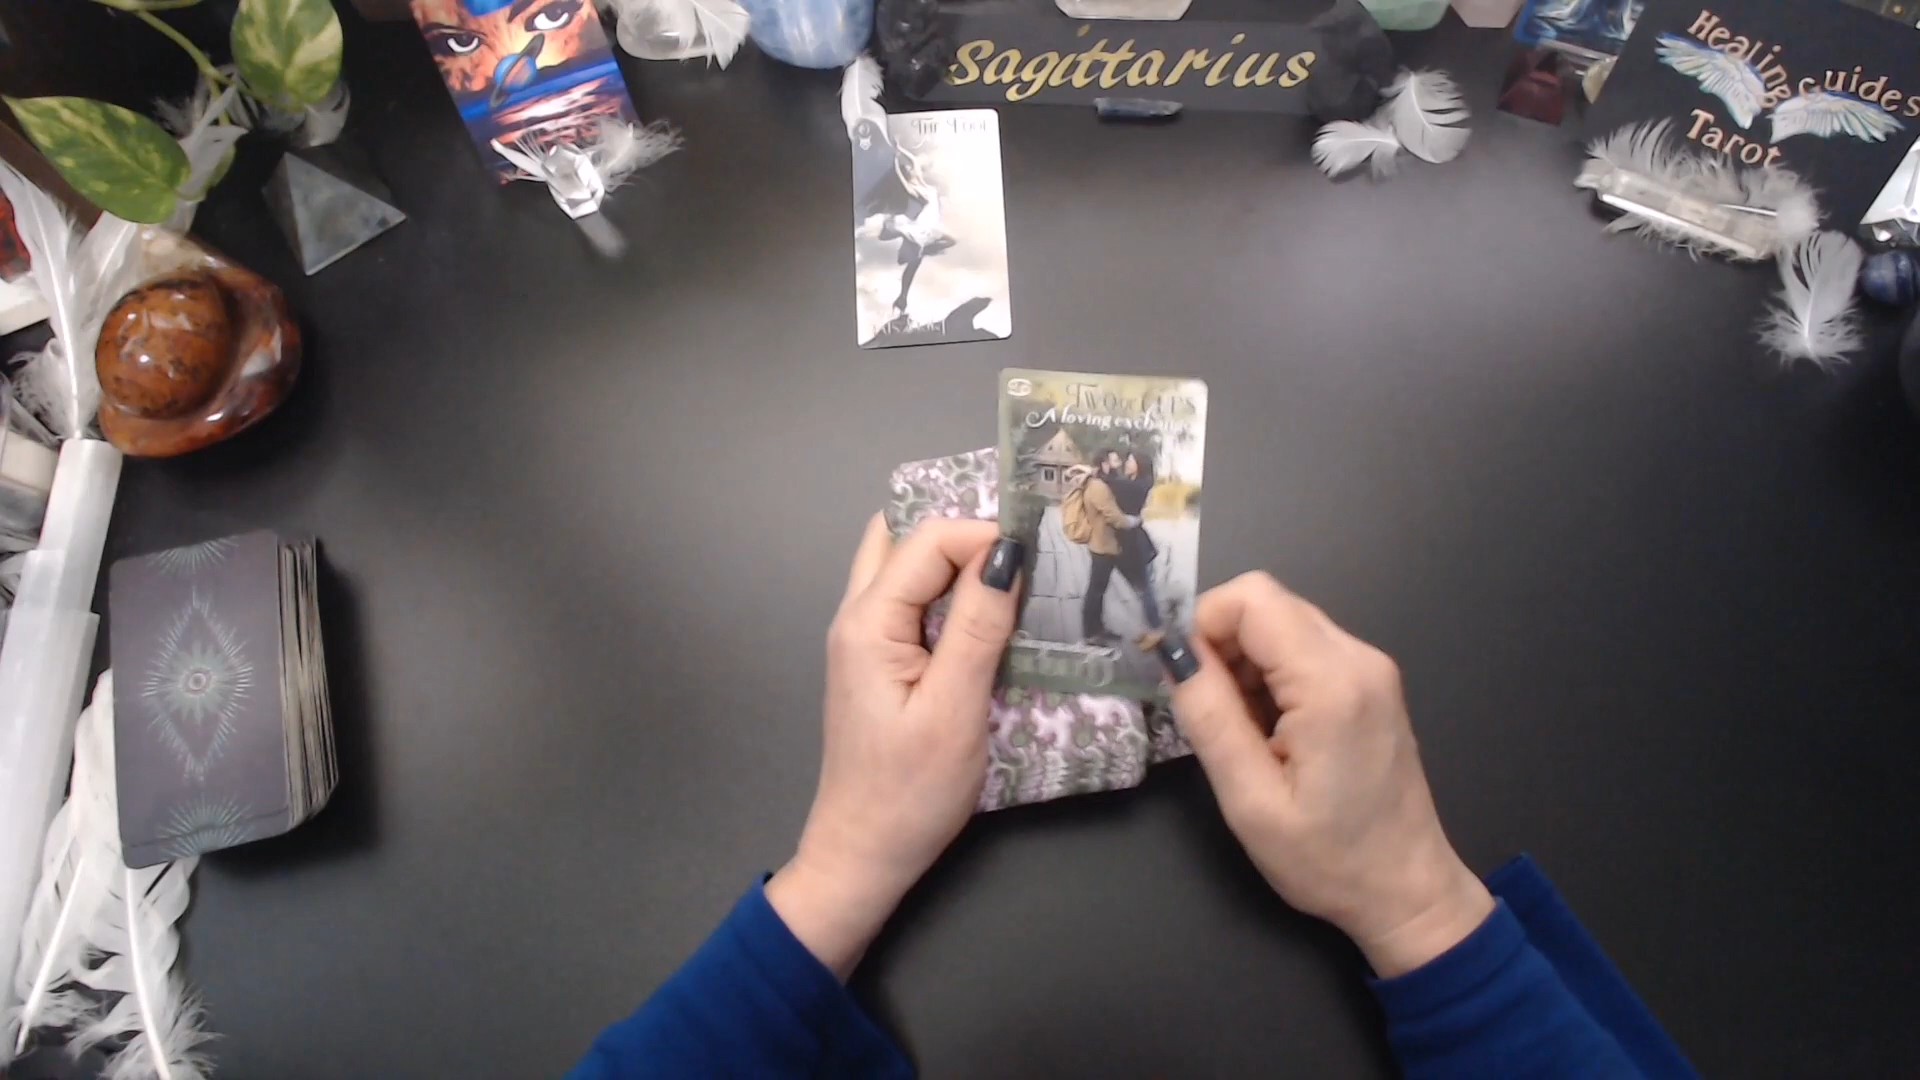 sagittarius
Healing Guides
Tarot
The Fool
Two of Cups
A loving exchange